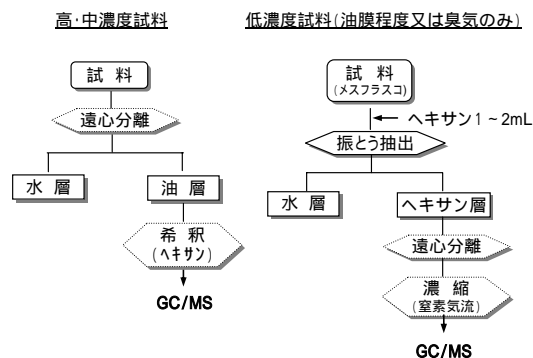 高・中濃度試料
試 料
遠心分離
水 層
油 層
希 釈
(ヘキサン)
GC/MS
低濃度試料(油膜程度又は臭気のみ)
試 料
(メスフラスコ)
ヘキサン1~2mL
振とう抽出
水 層
ヘキサン層
遠心分離
濃 縮
(窒素気流)
GC/MS